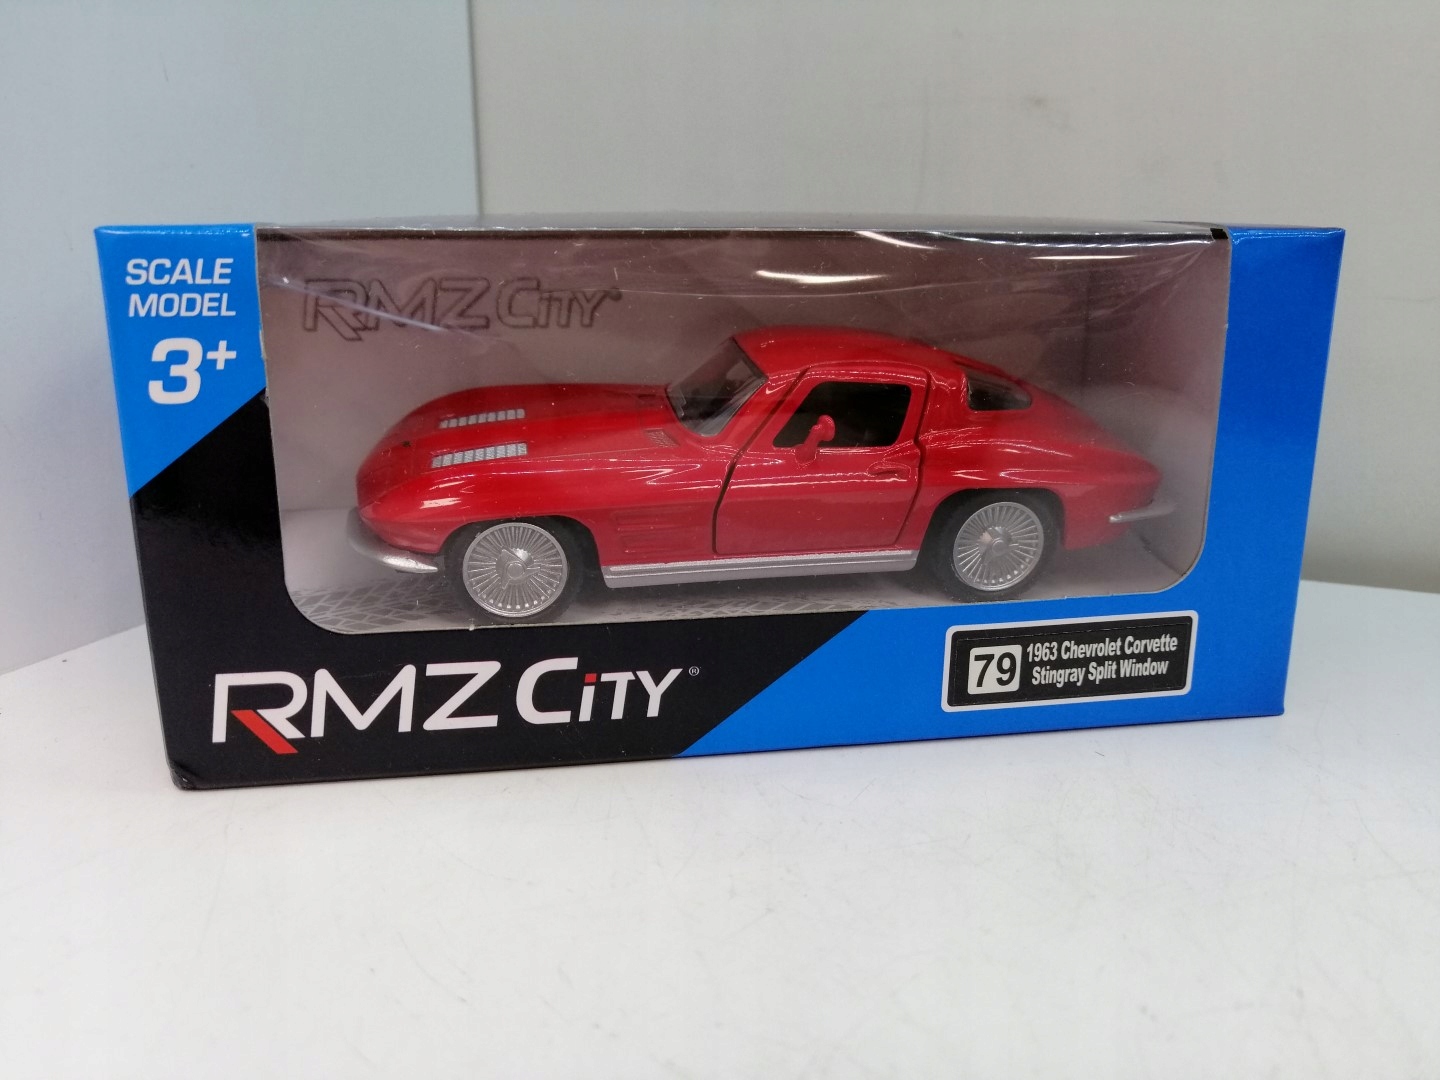 SCALE
MODEL
3+
RMZ CiTY®
RMZ CiTY®
79
1963 Chevrolet Corvette
Stingray Split Window